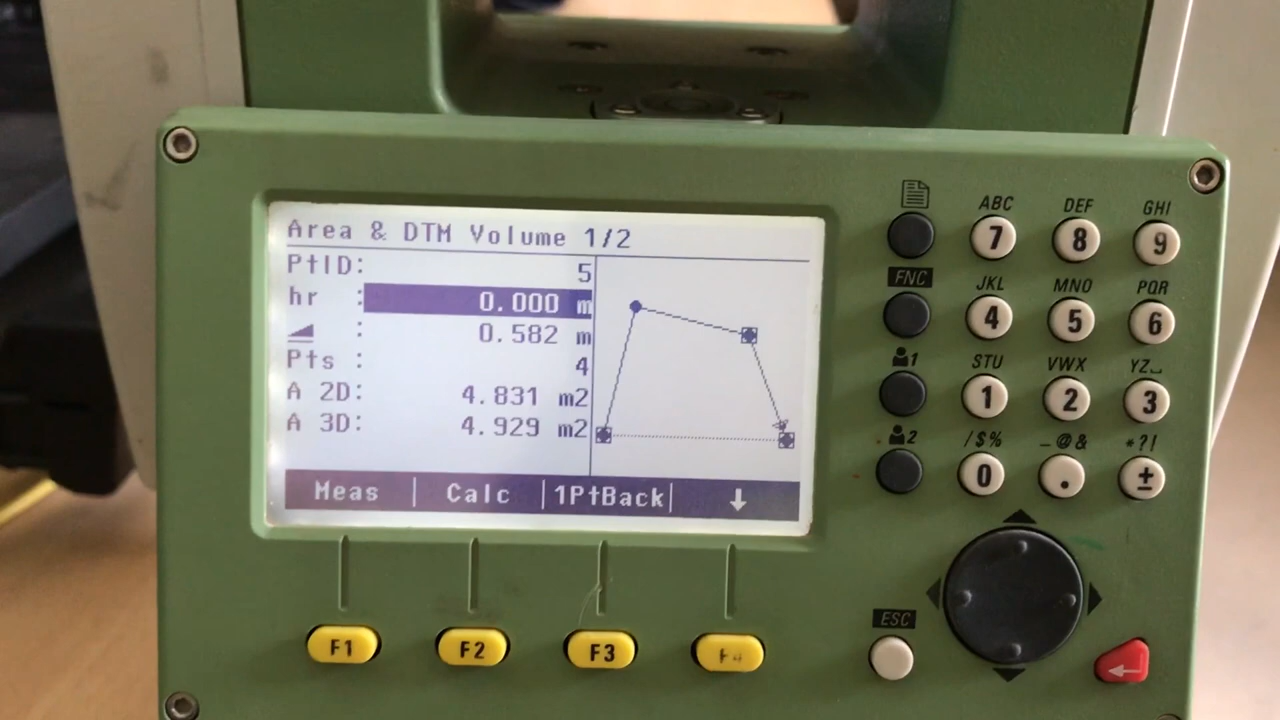 Area & DTM Volume 1/2
PtID: 5
hr : 0.000 m
: 0.582 m
Pts : 4
A 2D: 4.831 m2
A 3D: 4.929 m2
Meas | Calc | 1PtBack | ↓
F1 F2 F3 F4
ABC DEF GHI
7 8 9
FNC JKL MNO PQR
4 5 6
1 STU VWX YZ␣
1 2 3
2 /$% _@& *?!
0 . ±
ESC